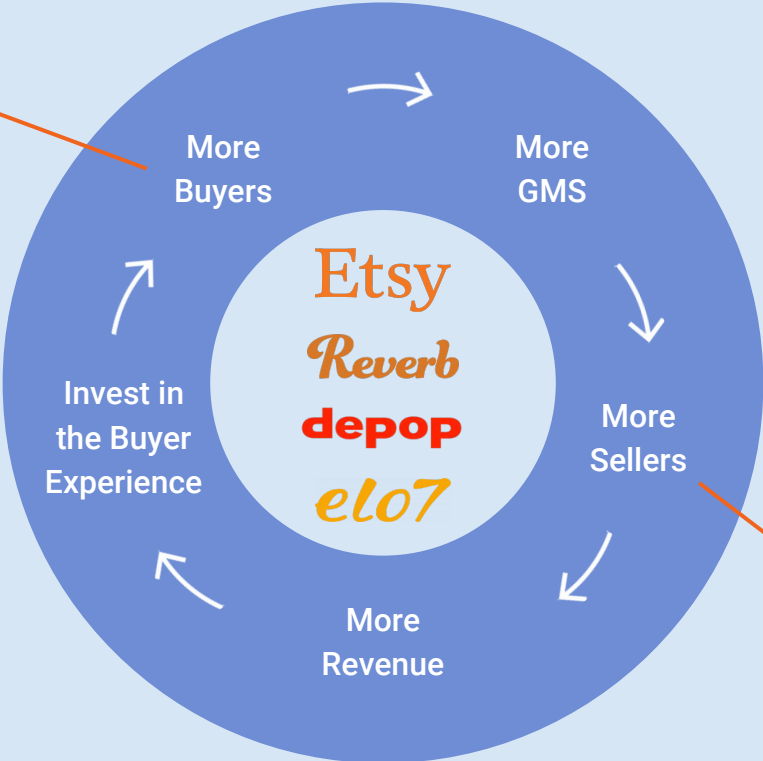 More
Buyers
More
GMS
More
Sellers
More
Revenue
Invest in
the Buyer
Experience
Etsy
Reverb
depop
elo7